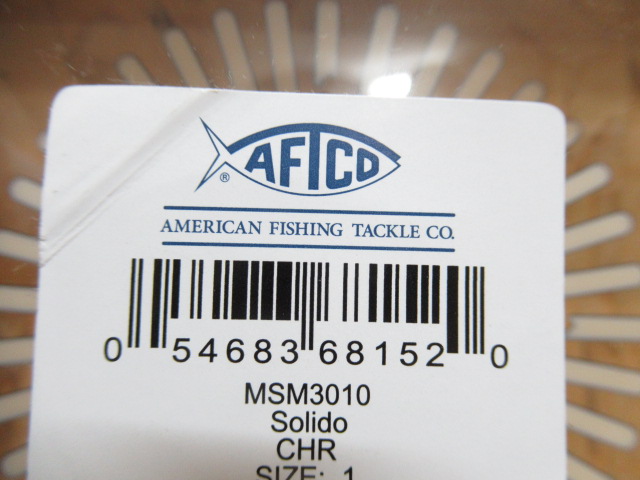 AFTCO
®
AMERICAN FISHING TACKLE CO.
0 54683 68152 0
MSM3010
Solido
CHR
SIZE: 1